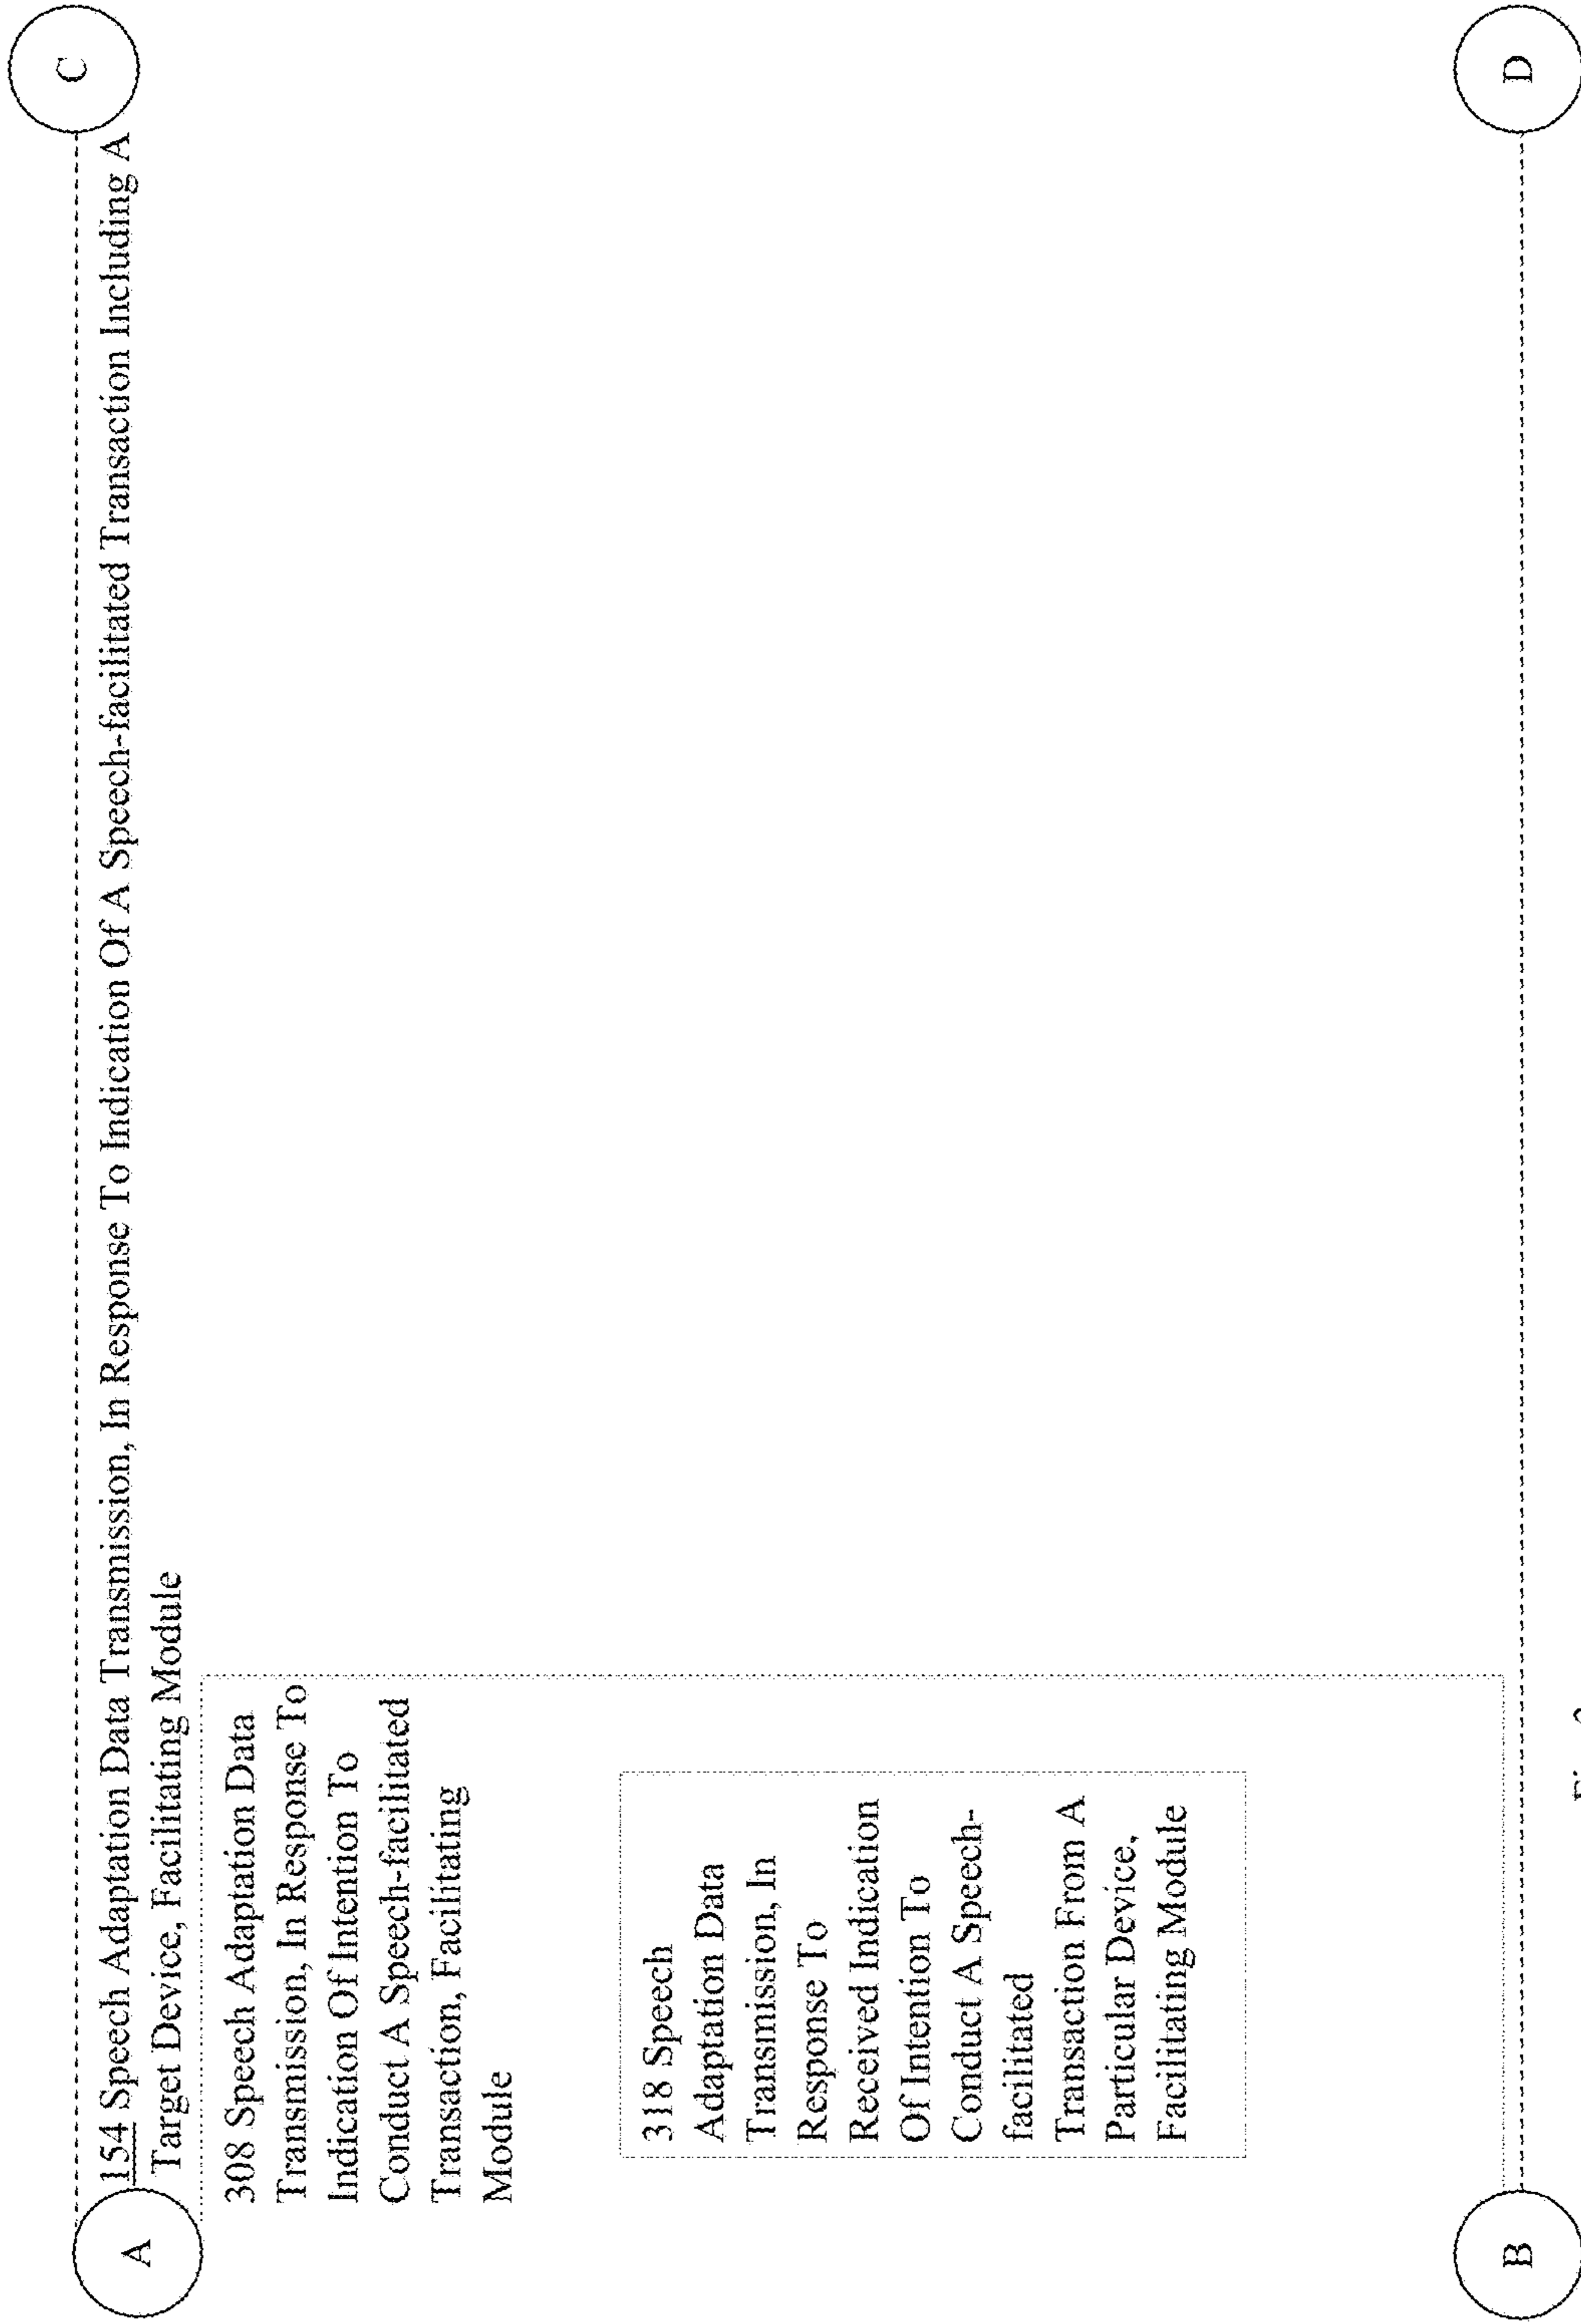 A
C
154 Speech Adaptation Data Transmission, In Response To Indication Of A Speech-facilitated Transaction Including A
Target Device, Facilitating Module
308 Speech Adaptation Data
Transmission, In Response To
Indication Of Intention To
Conduct A Speech-facilitated
Transaction, Facilitating
Module
318 Speech
Adaptation Data
Transmission, In
Response To
Received Indication
Of Intention To
Conduct A Speech-
facilitated
Transaction From A
Particular Device,
Facilitating Module
B
D